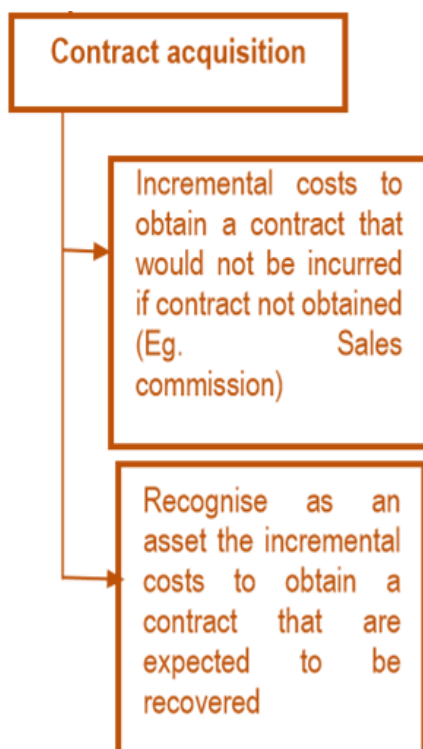 Contract acquisition
Incremental costs to
obtain a contract that
would not be incurred
if contract not obtained
(Eg. Sales
commission)
Recognise as an
asset the incremental
costs to obtain a
contract that are
expected to be
recovered